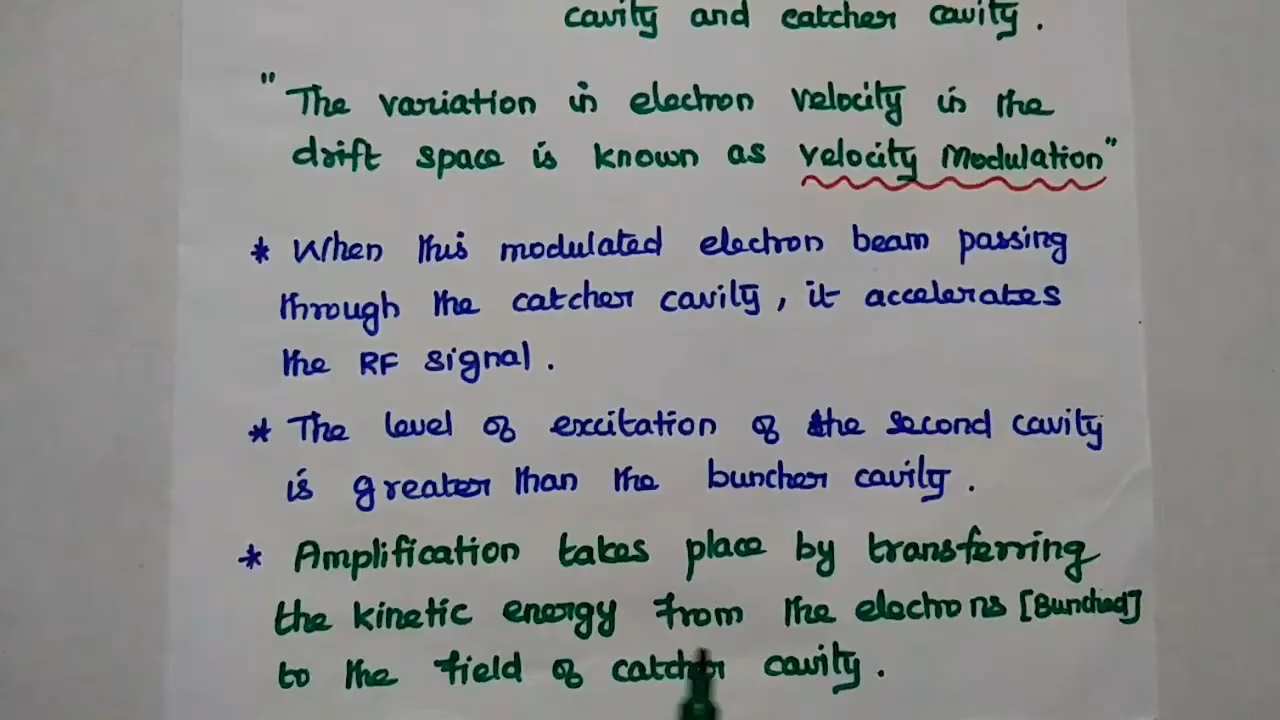 cavity and catcher cavity.
"The variation in electron velocity in the
drift space is known as velocity Modulation"
* When this modulated electron beam passing
through the catcher cavity, it accelerates
the RF signal.
* The level of excitation of the second cavity
is greater than the buncher cavity.
* Amplification takes place by transferring
the kinetic energy from the electrons [Bunched]
to the field of catcher cavity.